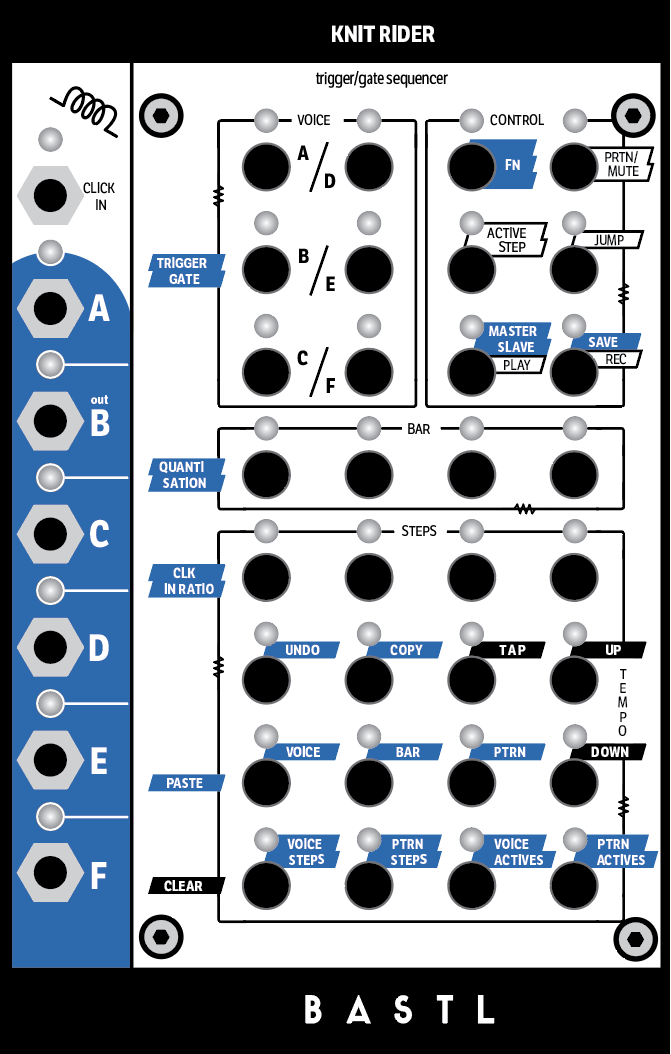 KNIT RIDER
trigger/gate sequencer
VOICE
CONTROL
A
D
FN
PRTN/
MUTE
CLICK
IN
B
E
ACTIVE
STEP
JUMP
TRIGGER
GATE
A
C
F
MASTER
SLAVE
PLAY
SAVE
REC
out
B
BAR
QUANTI
SATION
C
STEPS
CLK
IN RATIO
D
UNDO
COPY
TAP
UP
TEMPO
E
VOICE
BAR
PTRN
DOWN
PASTE
F
VOICE
STEPS
PTRN
STEPS
VOICE
ACTIVES
PTRN
ACTIVES
CLEAR
BASTL